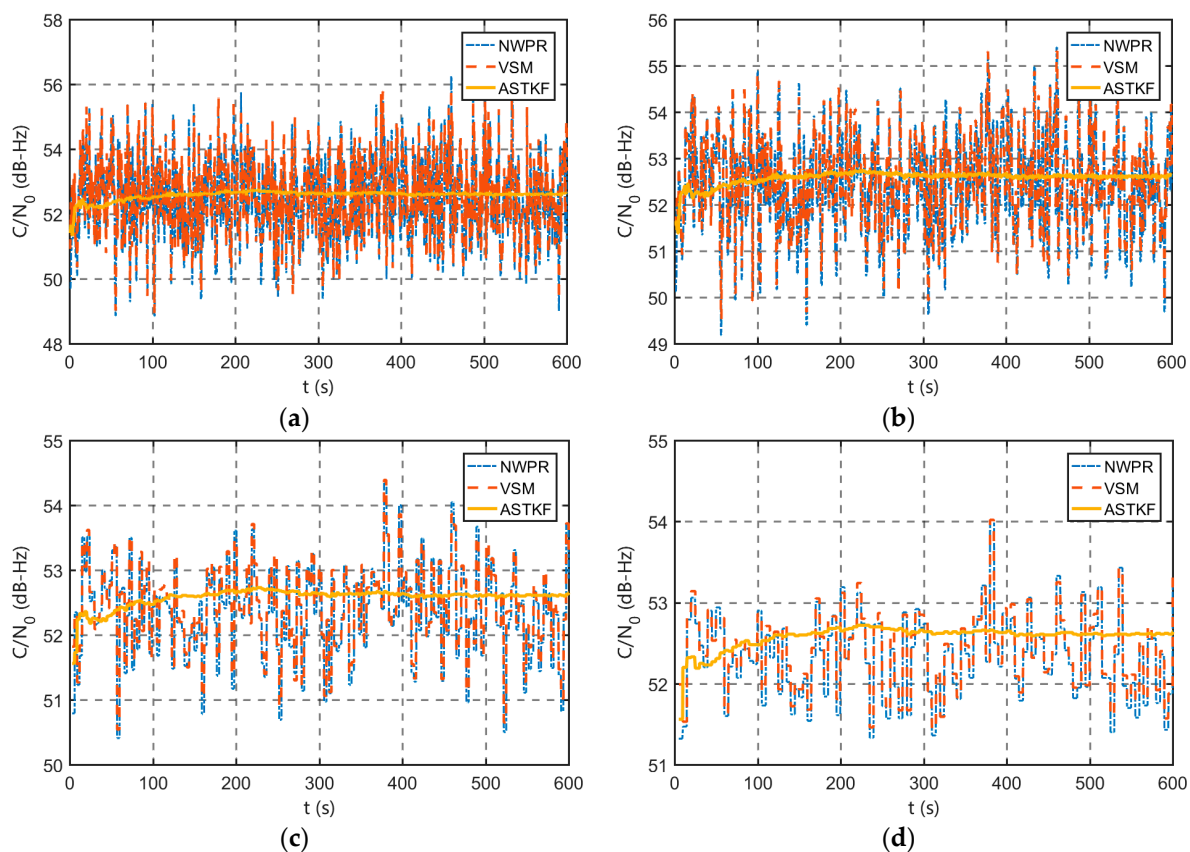 58
56
54
52
50
48
C/N0 (dB-Hz)
NWPR
VSM
ASTKF
0 100 200 300 400 500 600
t (s)
(a)
56
55
54
53
52
51
50
49
C/N0 (dB-Hz)
NWPR
VSM
ASTKF
0 100 200 300 400 500 600
t (s)
(b)
55
54
53
52
51
50
C/N0 (dB-Hz)
NWPR
VSM
ASTKF
0 100 200 300 400 500 600
t (s)
(c)
55
54
53
52
51
C/N0 (dB-Hz)
NWPR
VSM
ASTKF
0 100 200 300 400 500 600
t (s)
(d)